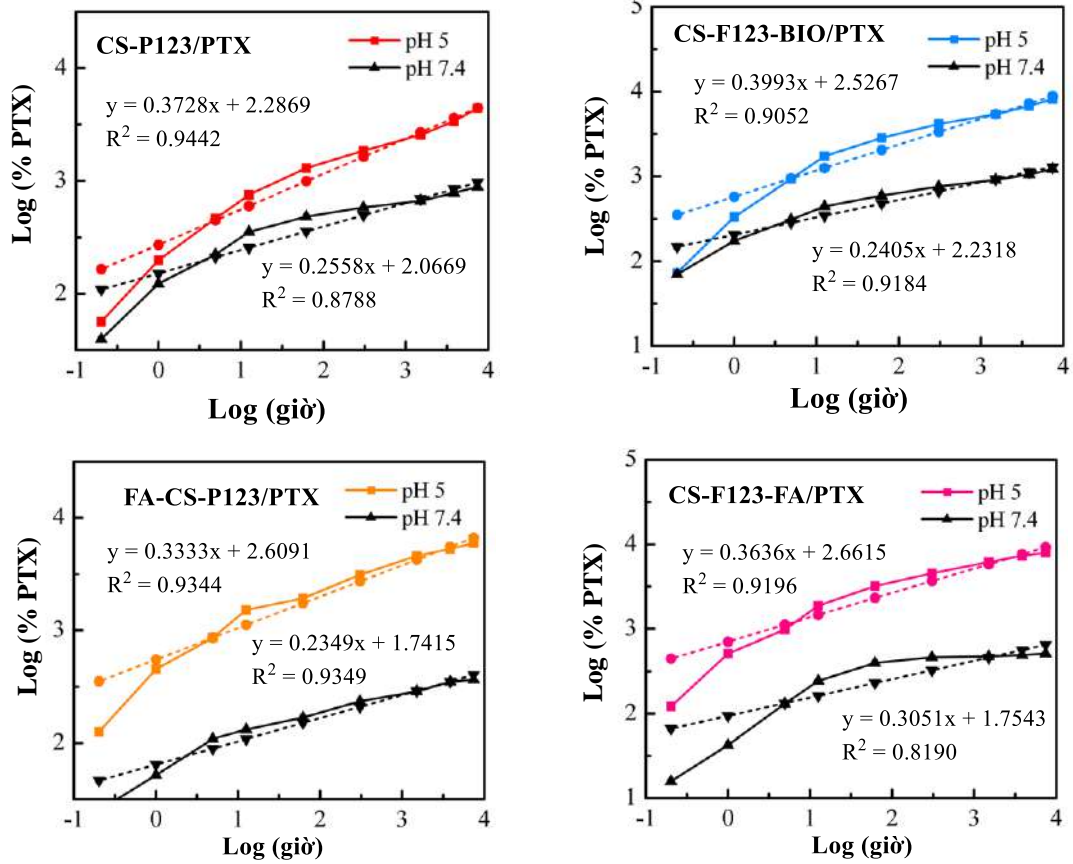 CS-P123/PTX
pH 5
pH 7.4
y = 0.3728x + 2.2869
R² = 0.9442
y = 0.2558x + 2.0669
R² = 0.8788
Log (% PTX)
4
3
2
-1 0 1 2 3 4
Log (giờ)
CS-F123-BIO/PTX
pH 5
pH 7.4
y = 0.3993x + 2.5267
R² = 0.9052
y = 0.2405x + 2.2318
R² = 0.9184
Log (% PTX)
5
4
3
2
1
-1 0 1 2 3 4
Log (giờ)
FA-CS-P123/PTX
pH 5
pH 7.4
y = 0.3333x + 2.6091
R² = 0.9344
y = 0.2349x + 1.7415
R² = 0.9349
Log (% PTX)
4
3
2
-1 0 1 2 3 4
Log (giờ)
CS-F123-FA/PTX
pH 5
pH 7.4
y = 0.3636x + 2.6615
R² = 0.9196
y = 0.3051x + 1.7543
R² = 0.8190
Log (% PTX)
5
4
3
2
1
-1 0 1 2 3 4
Log (giờ)